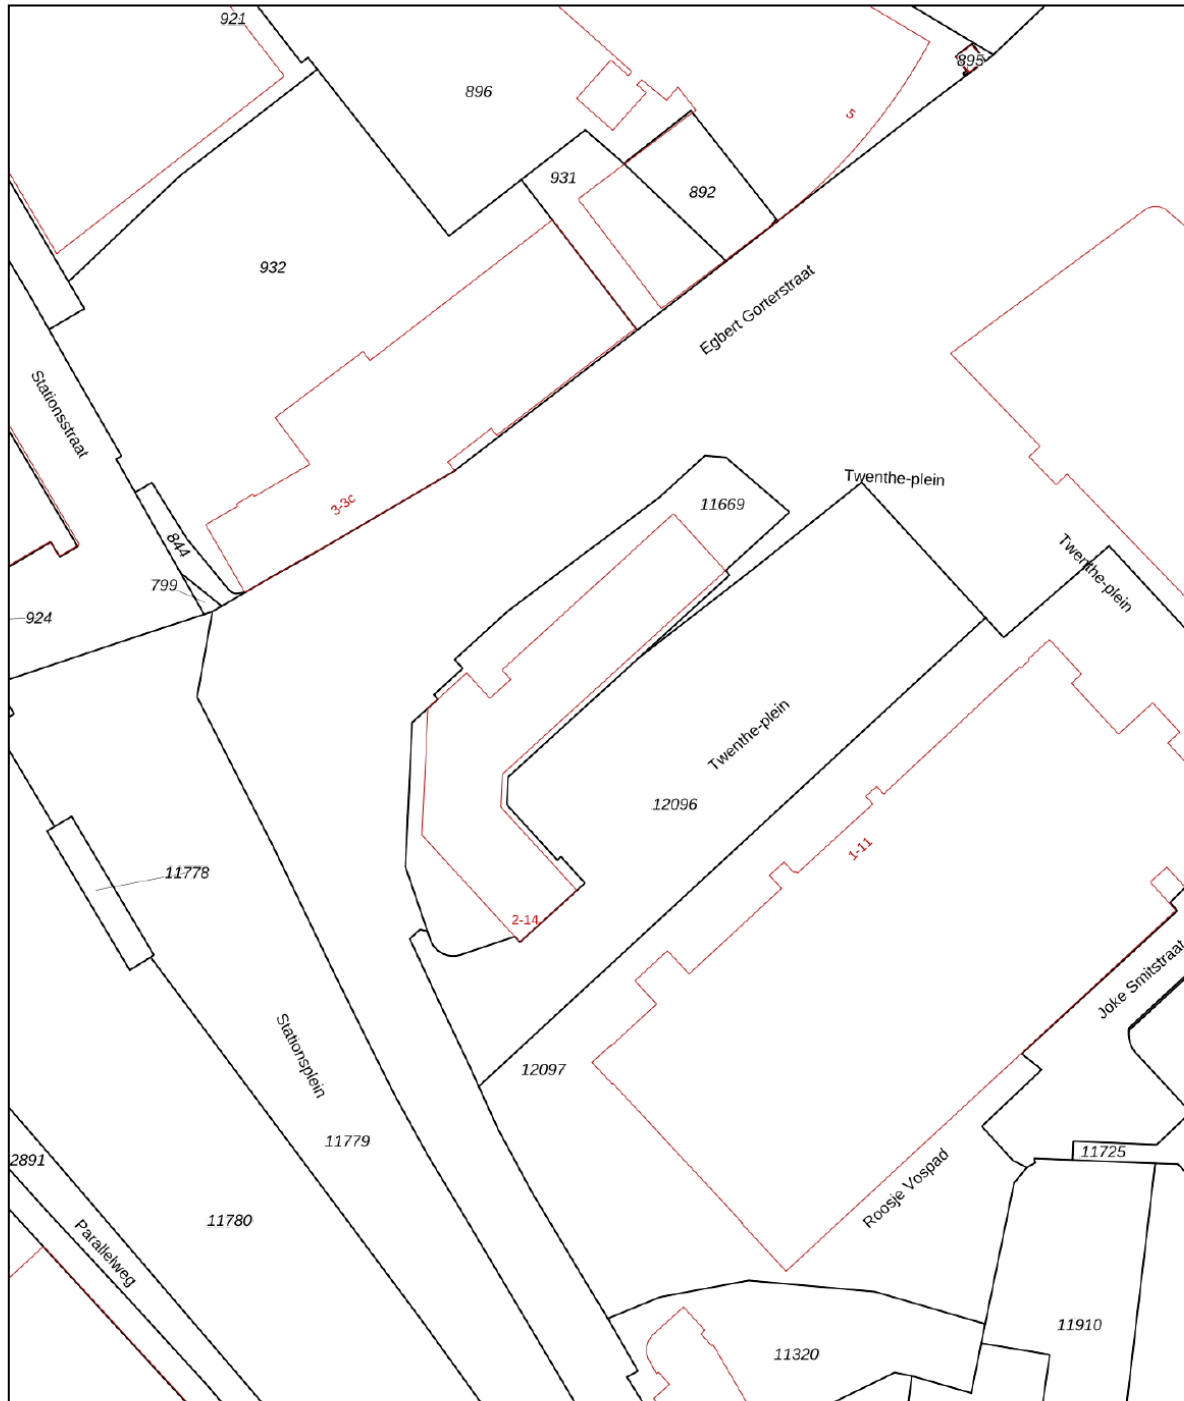 921
895
896
5
931
892
932
Egbert Gorterstraat
Stationsstraat
Twenthe-plein
3-3c
11669
844
Twenthe-plein
799
924
Twenthe-plein
12096
1-11
11778
2-14
Joke Smitstraat
Stationsplein
12097
11779
11725
2891
Roosje Vospad
11780
Parallelweg
11910
11320